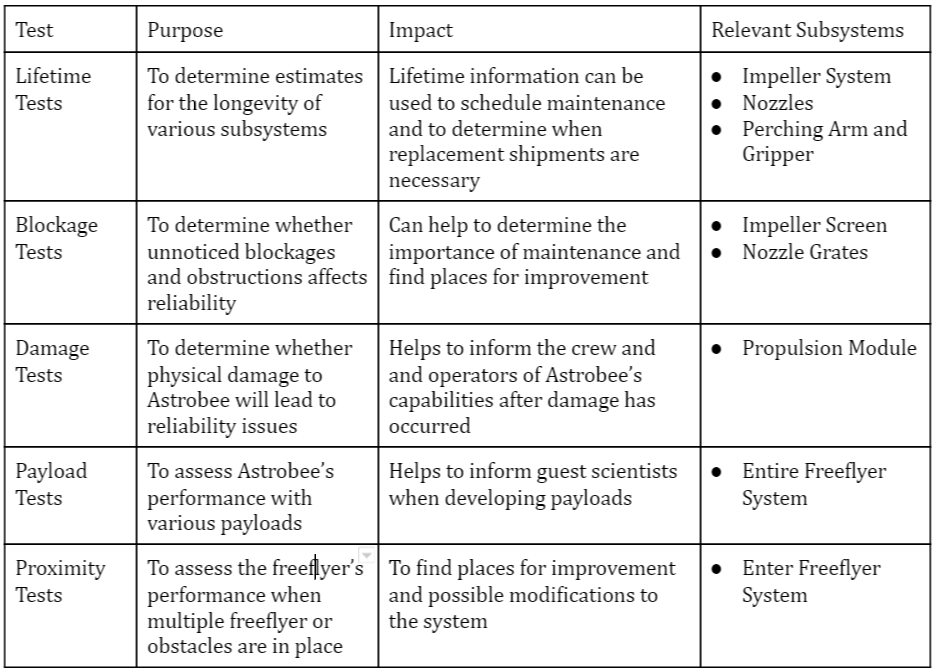 Test
Purpose
Impact
Relevant Subsystems
Lifetime
Tests
To determine estimates
for the longevity of
various subsystems
Lifetime information can be
used to schedule maintenance
and to determine when
replacement shipments are
necessary
● Impeller System
● Nozzles
● Perching Arm and
Gripper
Blockage
Tests
To determine whether
unnoticed blockages
and obstructions affects
reliability
Can help to determine the
importance of maintenance and
find places for improvement
● Impeller Screen
● Nozzle Grates
Damage
Tests
To determine whether
physical damage to
Astrobee will lead to
reliability issues
Helps to inform the crew and
and operators of Astrobee’s
capabilities after damage has
occurred
● Propulsion Module
Payload
Tests
To assess Astrobee’s
performance with
various payloads
Helps to inform guest scientists
when developing payloads
● Entire Freeflyer
System
Proximity
Tests
To assess the freeflyer’s
performance when
multiple freeflyer or
obstacles are in place
To find places for improvement
and possible modifications to
the system
● Enter Freeflyer
System